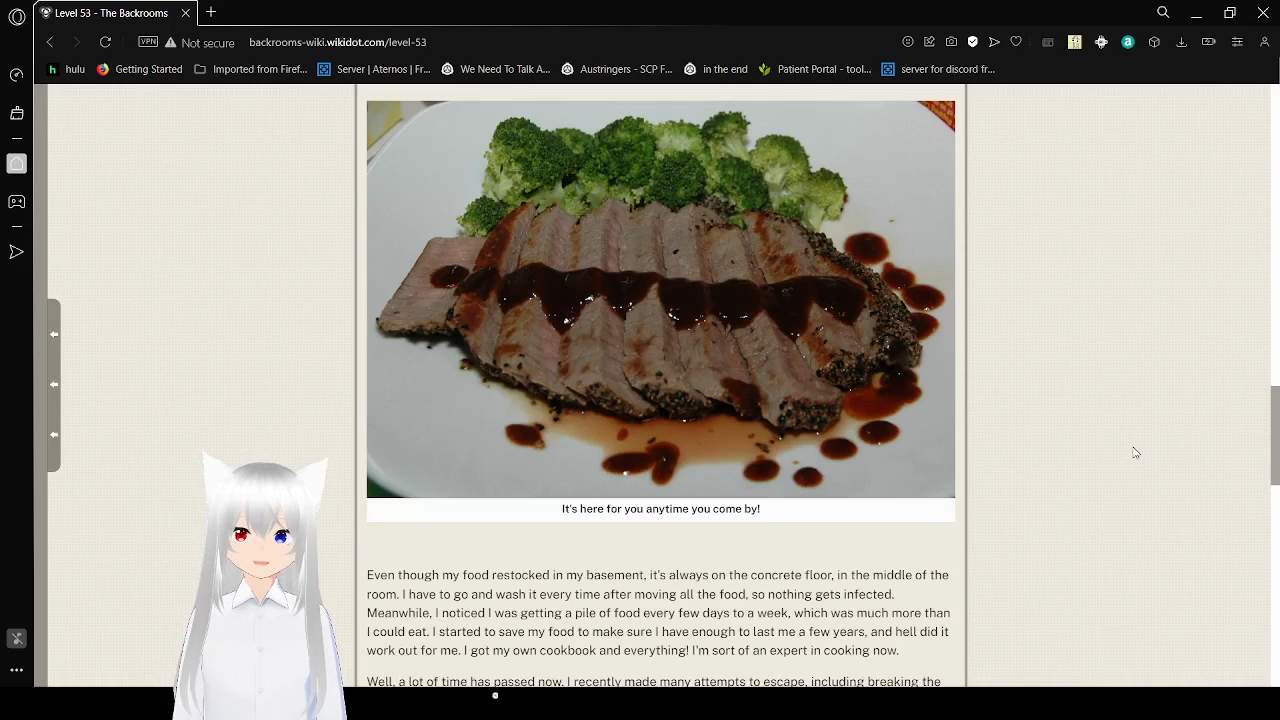 Level 53 - The Backrooms
VPN
Not secure
backrooms-wiki.wikidot.com/level-53
hulu
Getting Started
Imported from Firef...
Server | Aternos | Fr...
We Need To Talk A...
Austringers - SCP F...
in the end
Patient Portal - tool...
server for discord fr...
It's here for you anytime you come by!
Even though my food restocked in my basement, it's always on the concrete floor, in the middle of the
room. I have to go and wash it every time after moving all the food, so nothing gets infected.
Meanwhile, I noticed I was getting a pile of food every few days to a week, which was much more than
I could eat. I started to save my food to make sure I have enough to last me a few years, and hell did it
work out for me. I got my own cookbook and everything! I'm sort of an expert in cooking now.
Well, a lot of time has passed now. I recently made many attempts to escape, including breaking the